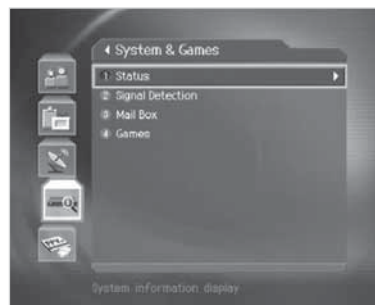 System & Games
1 Status
2 Signal Detection
3 Mail Box
4 Games
System information display